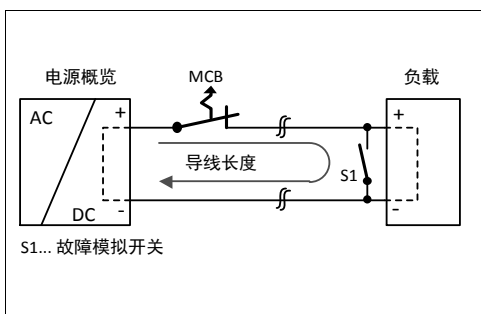 电源概览
MCB
负载
AC
+
+
导线长度
S1
DC
-
-
S1... 故障模拟开关